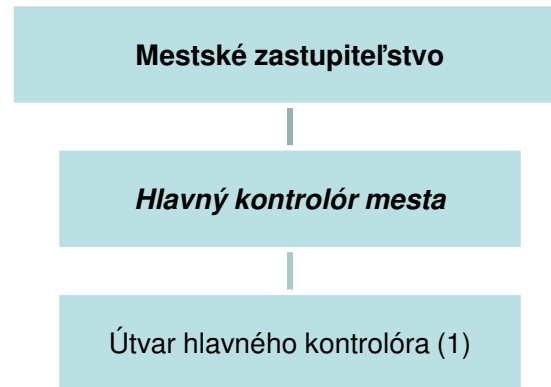 Mestské zastupiteľstvo
Hlavný kontrolór mesta
Útvar hlavného kontrolóra (1)